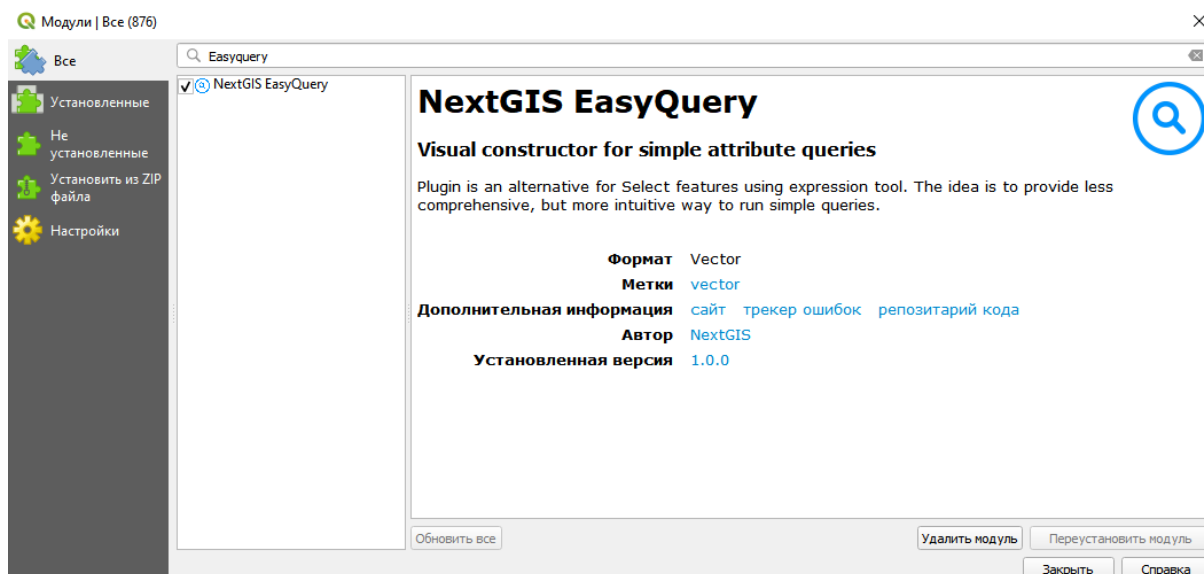 Модули | Все (876)
Все
Установленные
Не
установленные
Установить из ZIP
файла
Настройки
Easyquery
NextGIS EasyQuery
NextGIS EasyQuery
Visual constructor for simple attribute queries
Plugin is an alternative for Select features using expression tool. The idea is to provide less
comprehensive, but more intuitive way to run simple queries.
Формат Vector
Метки vector
Дополнительная информация сайт трекер ошибок репозитарий кода
Автор NextGIS
Установленная версия 1.0.0
Обновить все
Удалить модуль
Переустановить модуль
Закрыть
Справка